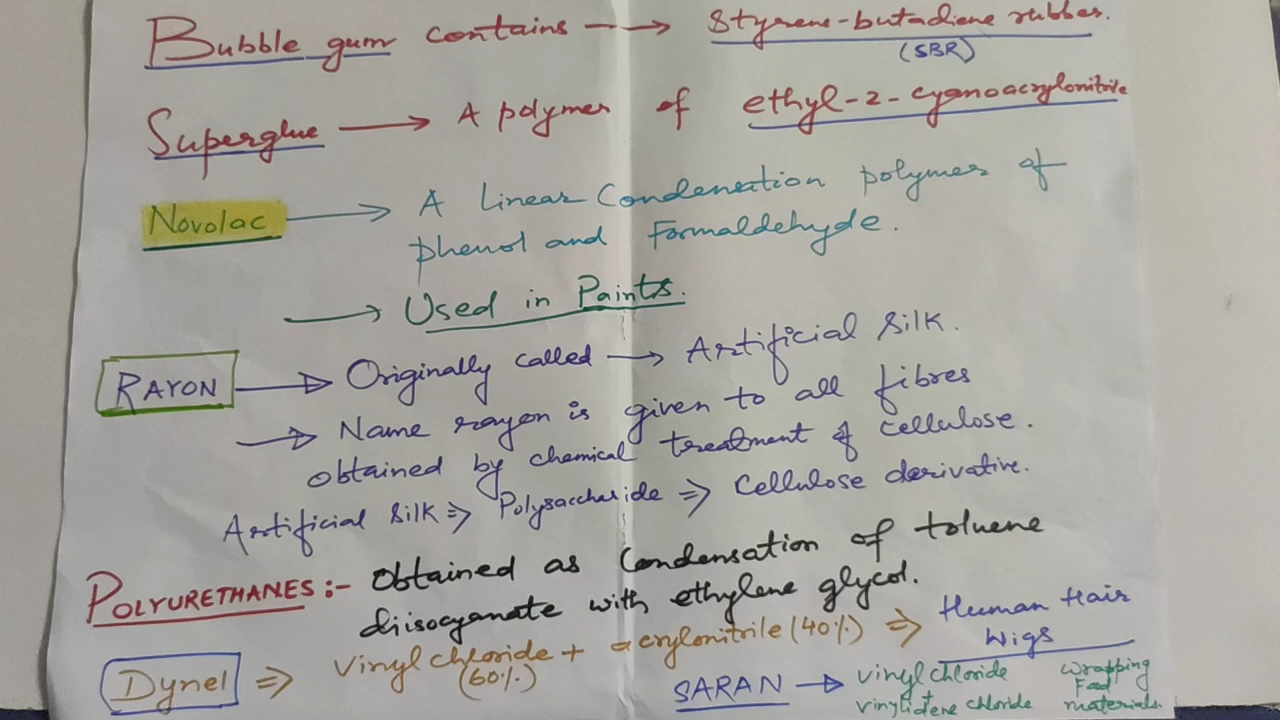 Bubble gum contains → Styrene-butadiene rubber.
(SBR)
Superglue → A polymer of ethyl-2-cyanoacrylonitrile
Novolac → A linear Condensation polymer of
phenol and Formaldehyde.
→ Used in Paints.
RAYON → Originally called → Artificial Silk.
→ Name rayon is given to all fibres
obtained by chemical treatment of cellulose.
Artificial Silk ⇒ Polysaccharide ⇒ Cellulose derivative.
POLYURETHANES:- Obtained as Condensation of toluene
diisocyanate with ethylene glycol.
Dynel ⇒ Vinyl chloride + acrylonitrile (40%) ⇒ Human Hair
(60%) Wigs
SARAN → vinyl chloride wrapping
+ Food
vinylidene chloride materials.